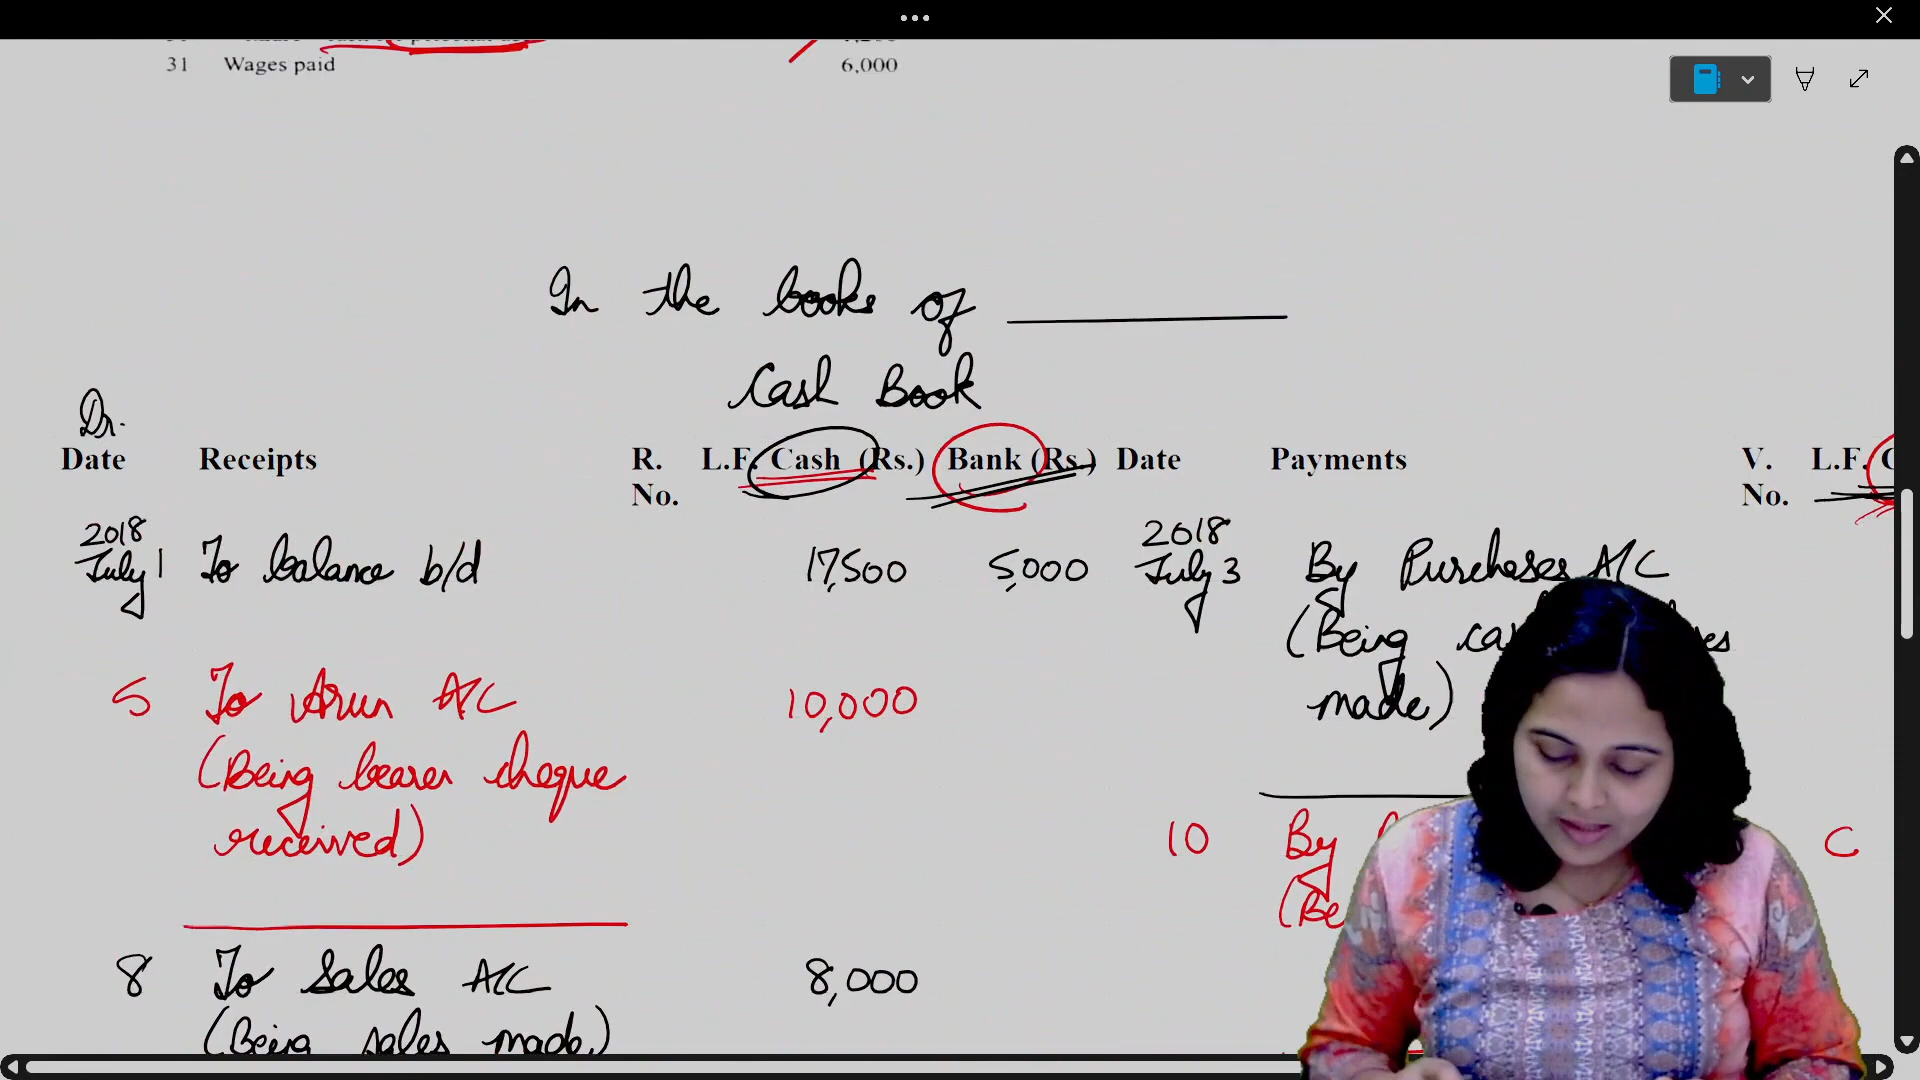 31 Wages paid 6,000
In the books of
Cash Book
Dr.
Date Receipts R. No. L.F. Cash (Rs.) Bank (Rs.) Date Payments V. No. L.F. C
2018 2018
July 1 To balance b/d 17,500 5,000 July 3 By Purchases A/C
(Being
made)
5 To Arun A/C 10,000
(Being bearer cheque
received)
10 By C
(Be
8 To Sales A/C 8,000
(Being sales made)